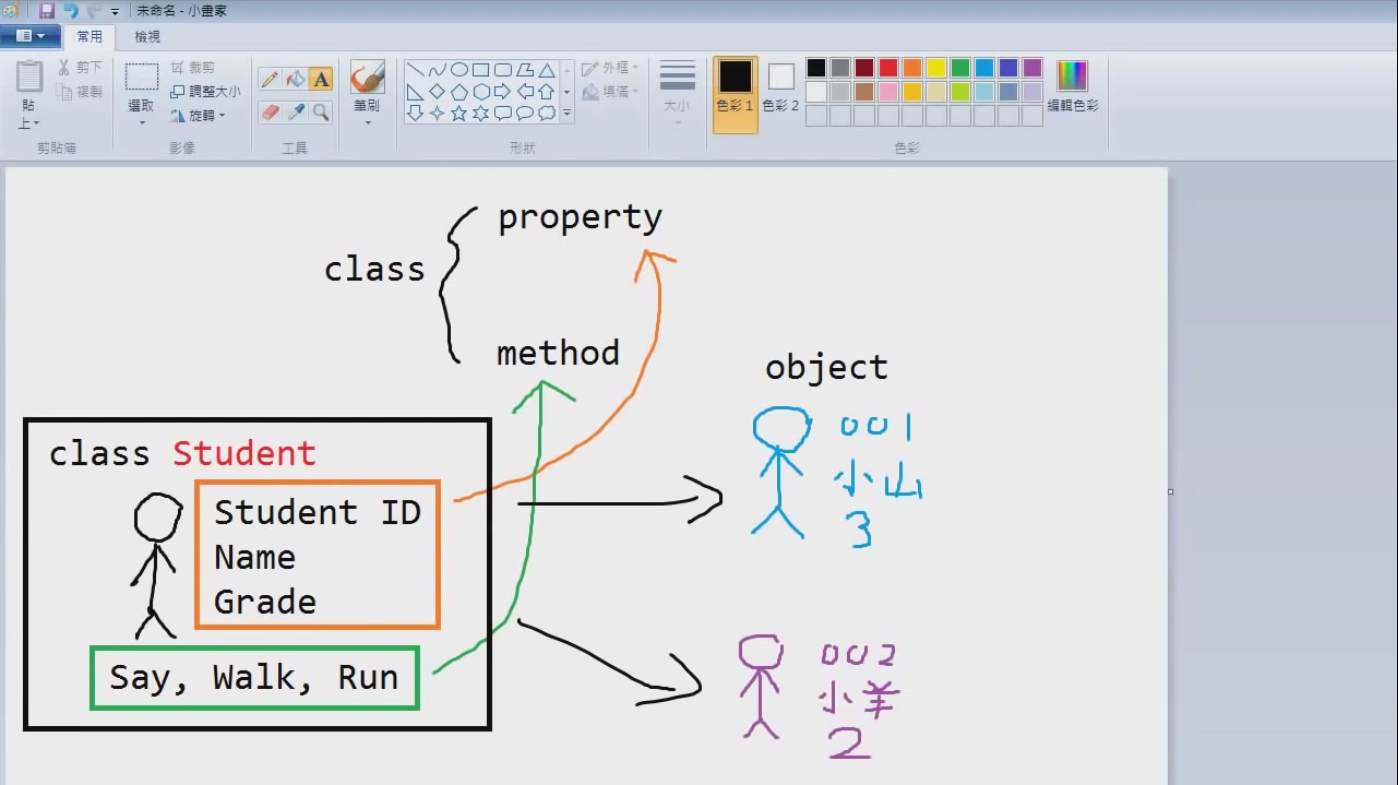 未命名 - 小畫家
常用 檢視
貼上
剪下
複製
剪貼簿
選取
裁剪
調整大小
旋轉
影像
A
工具
筆刷
外框
填滿
形狀
大小
色彩 1
色彩 2
編輯色彩
色彩
class
property
method
object
class Student
Student ID
Name
Grade
Say, Walk, Run
001
小山
3
002
小羊
2